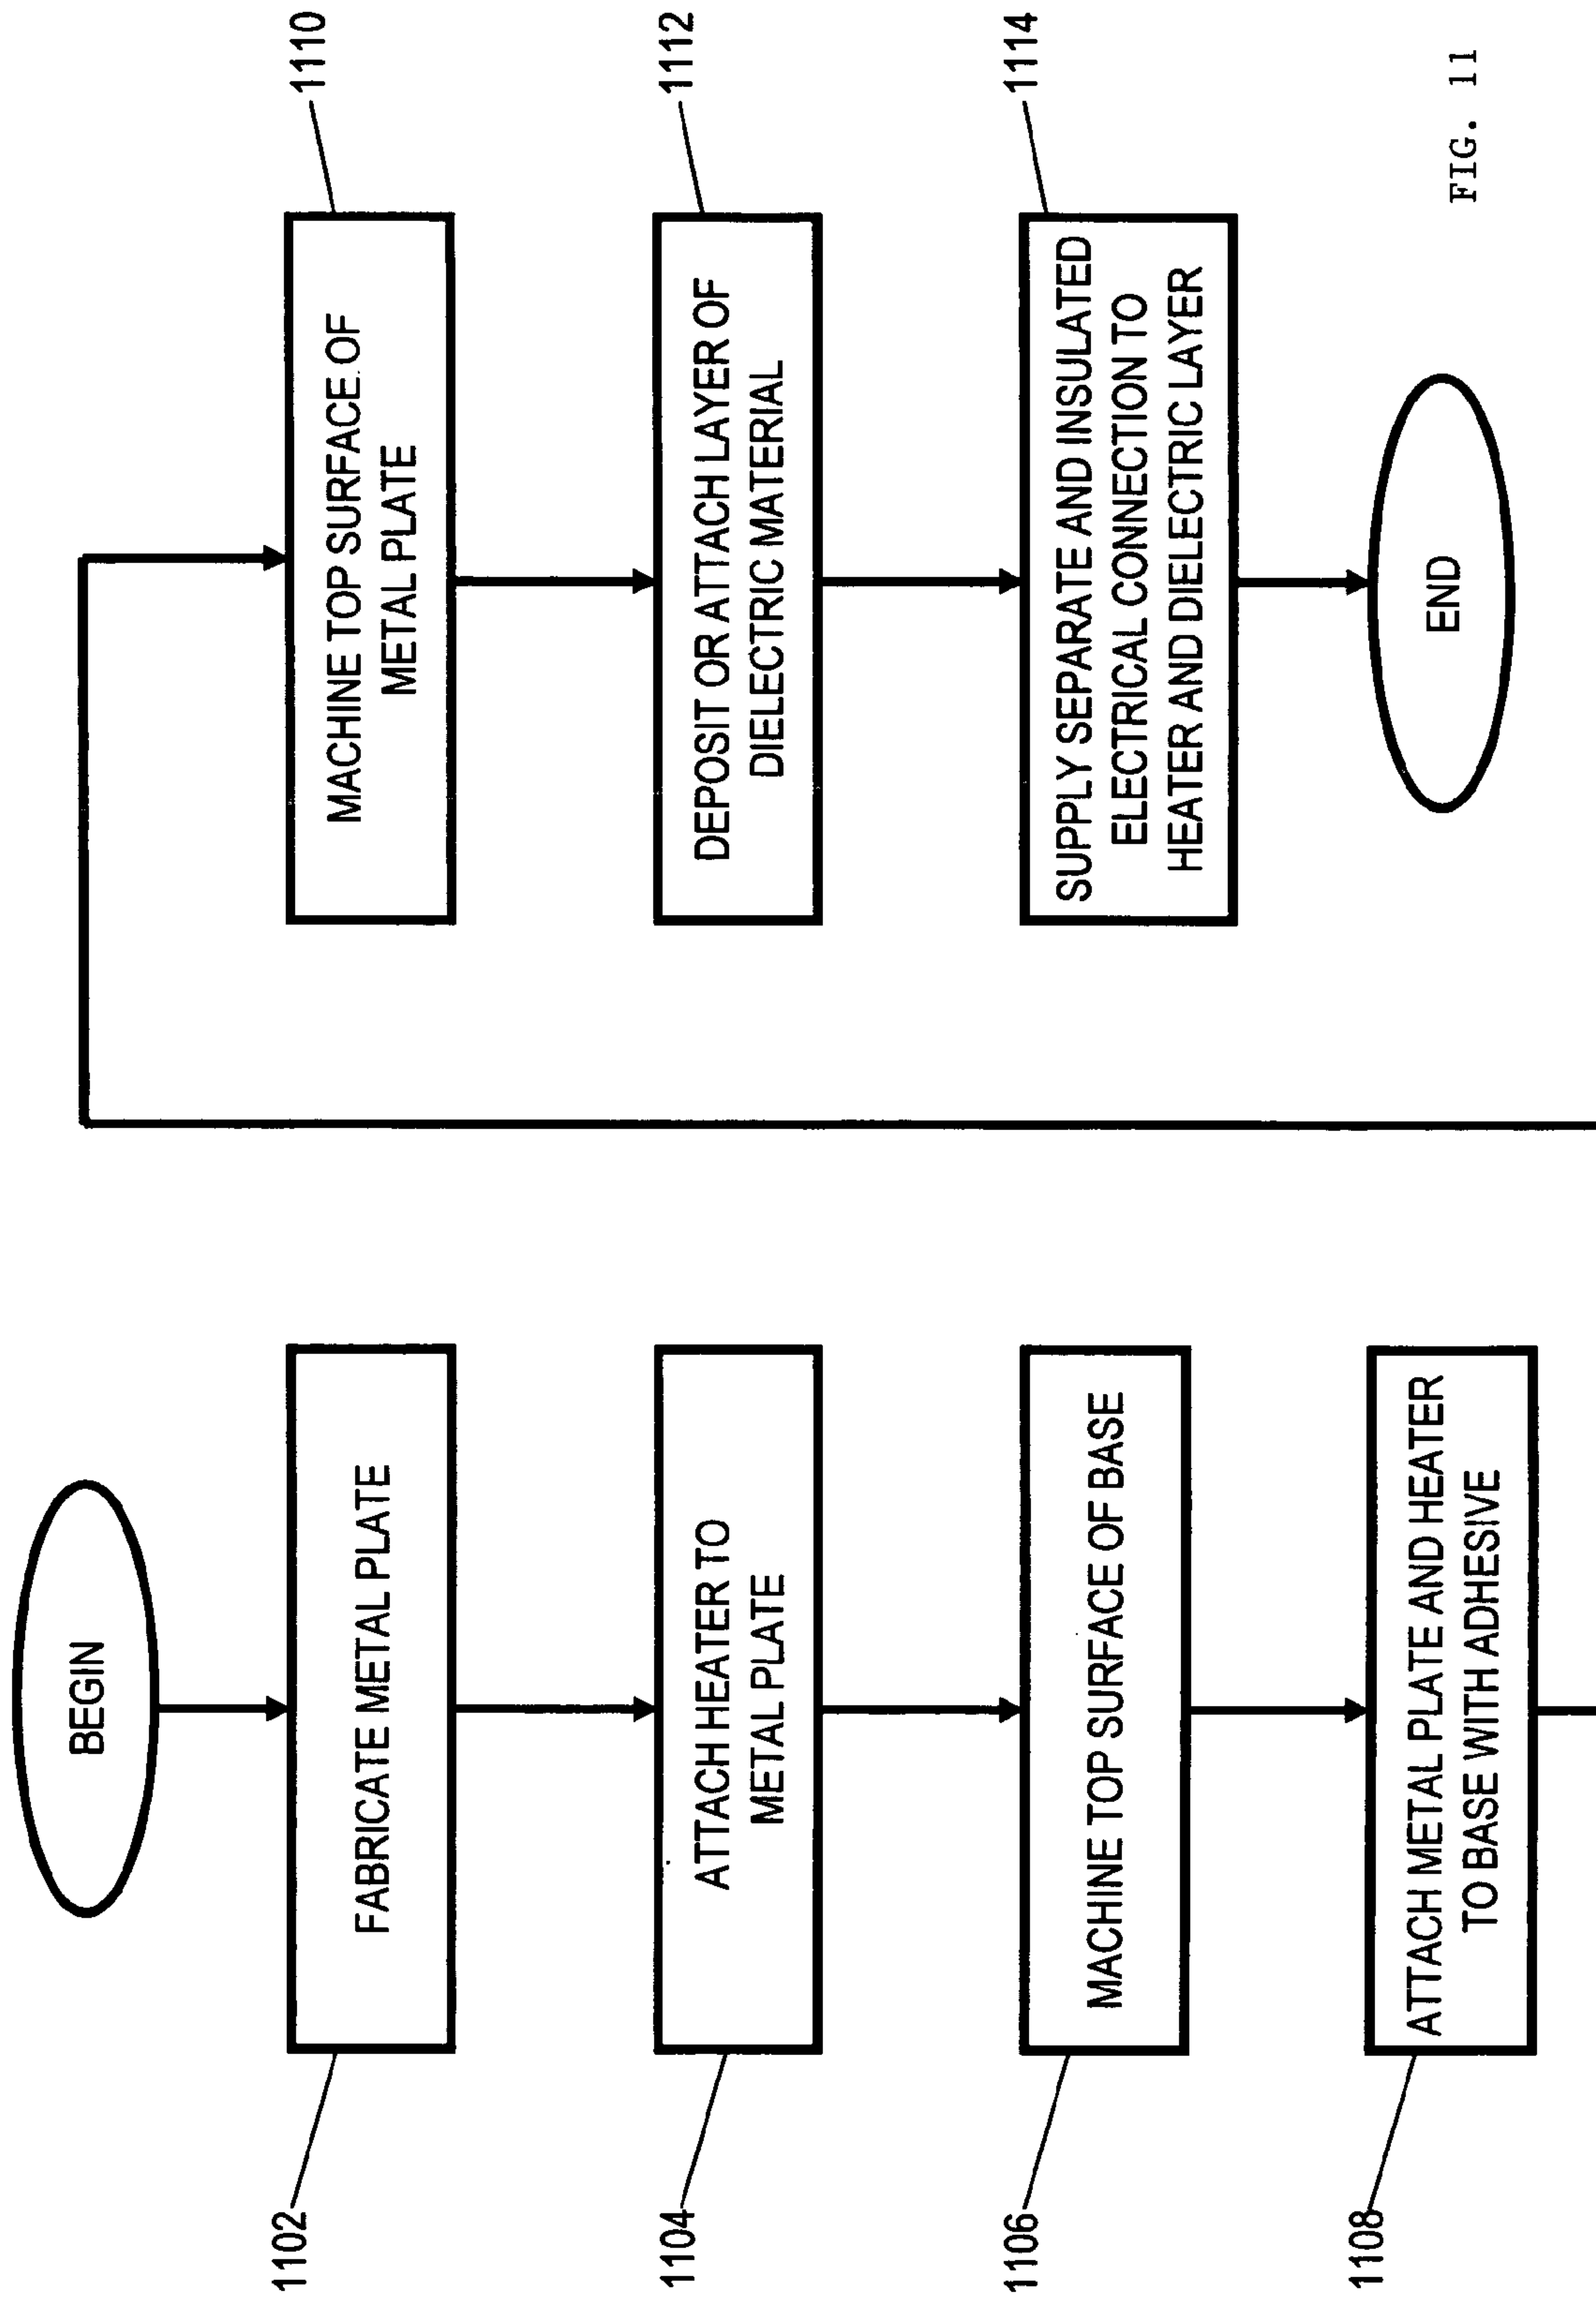 BEGIN
1102
FABRICATE METAL PLATE
1104
ATTACH HEATER TO
METAL PLATE
1106
MACHINE TOP SURFACE OF BASE
1108
ATTACH METAL PLATE AND HEATER
TO BASE WITH ADHESIVE
1110
MACHINE TOP SURFACE OF
METAL PLATE
1112
DEPOSIT OR ATTACH LAYER OF
DIELECTRIC MATERIAL
1114
SUPPLY SEPARATE AND INSULATED
ELECTRICAL CONNECTION TO
HEATER AND DIELECTRIC LAYER
END
FIG. 11